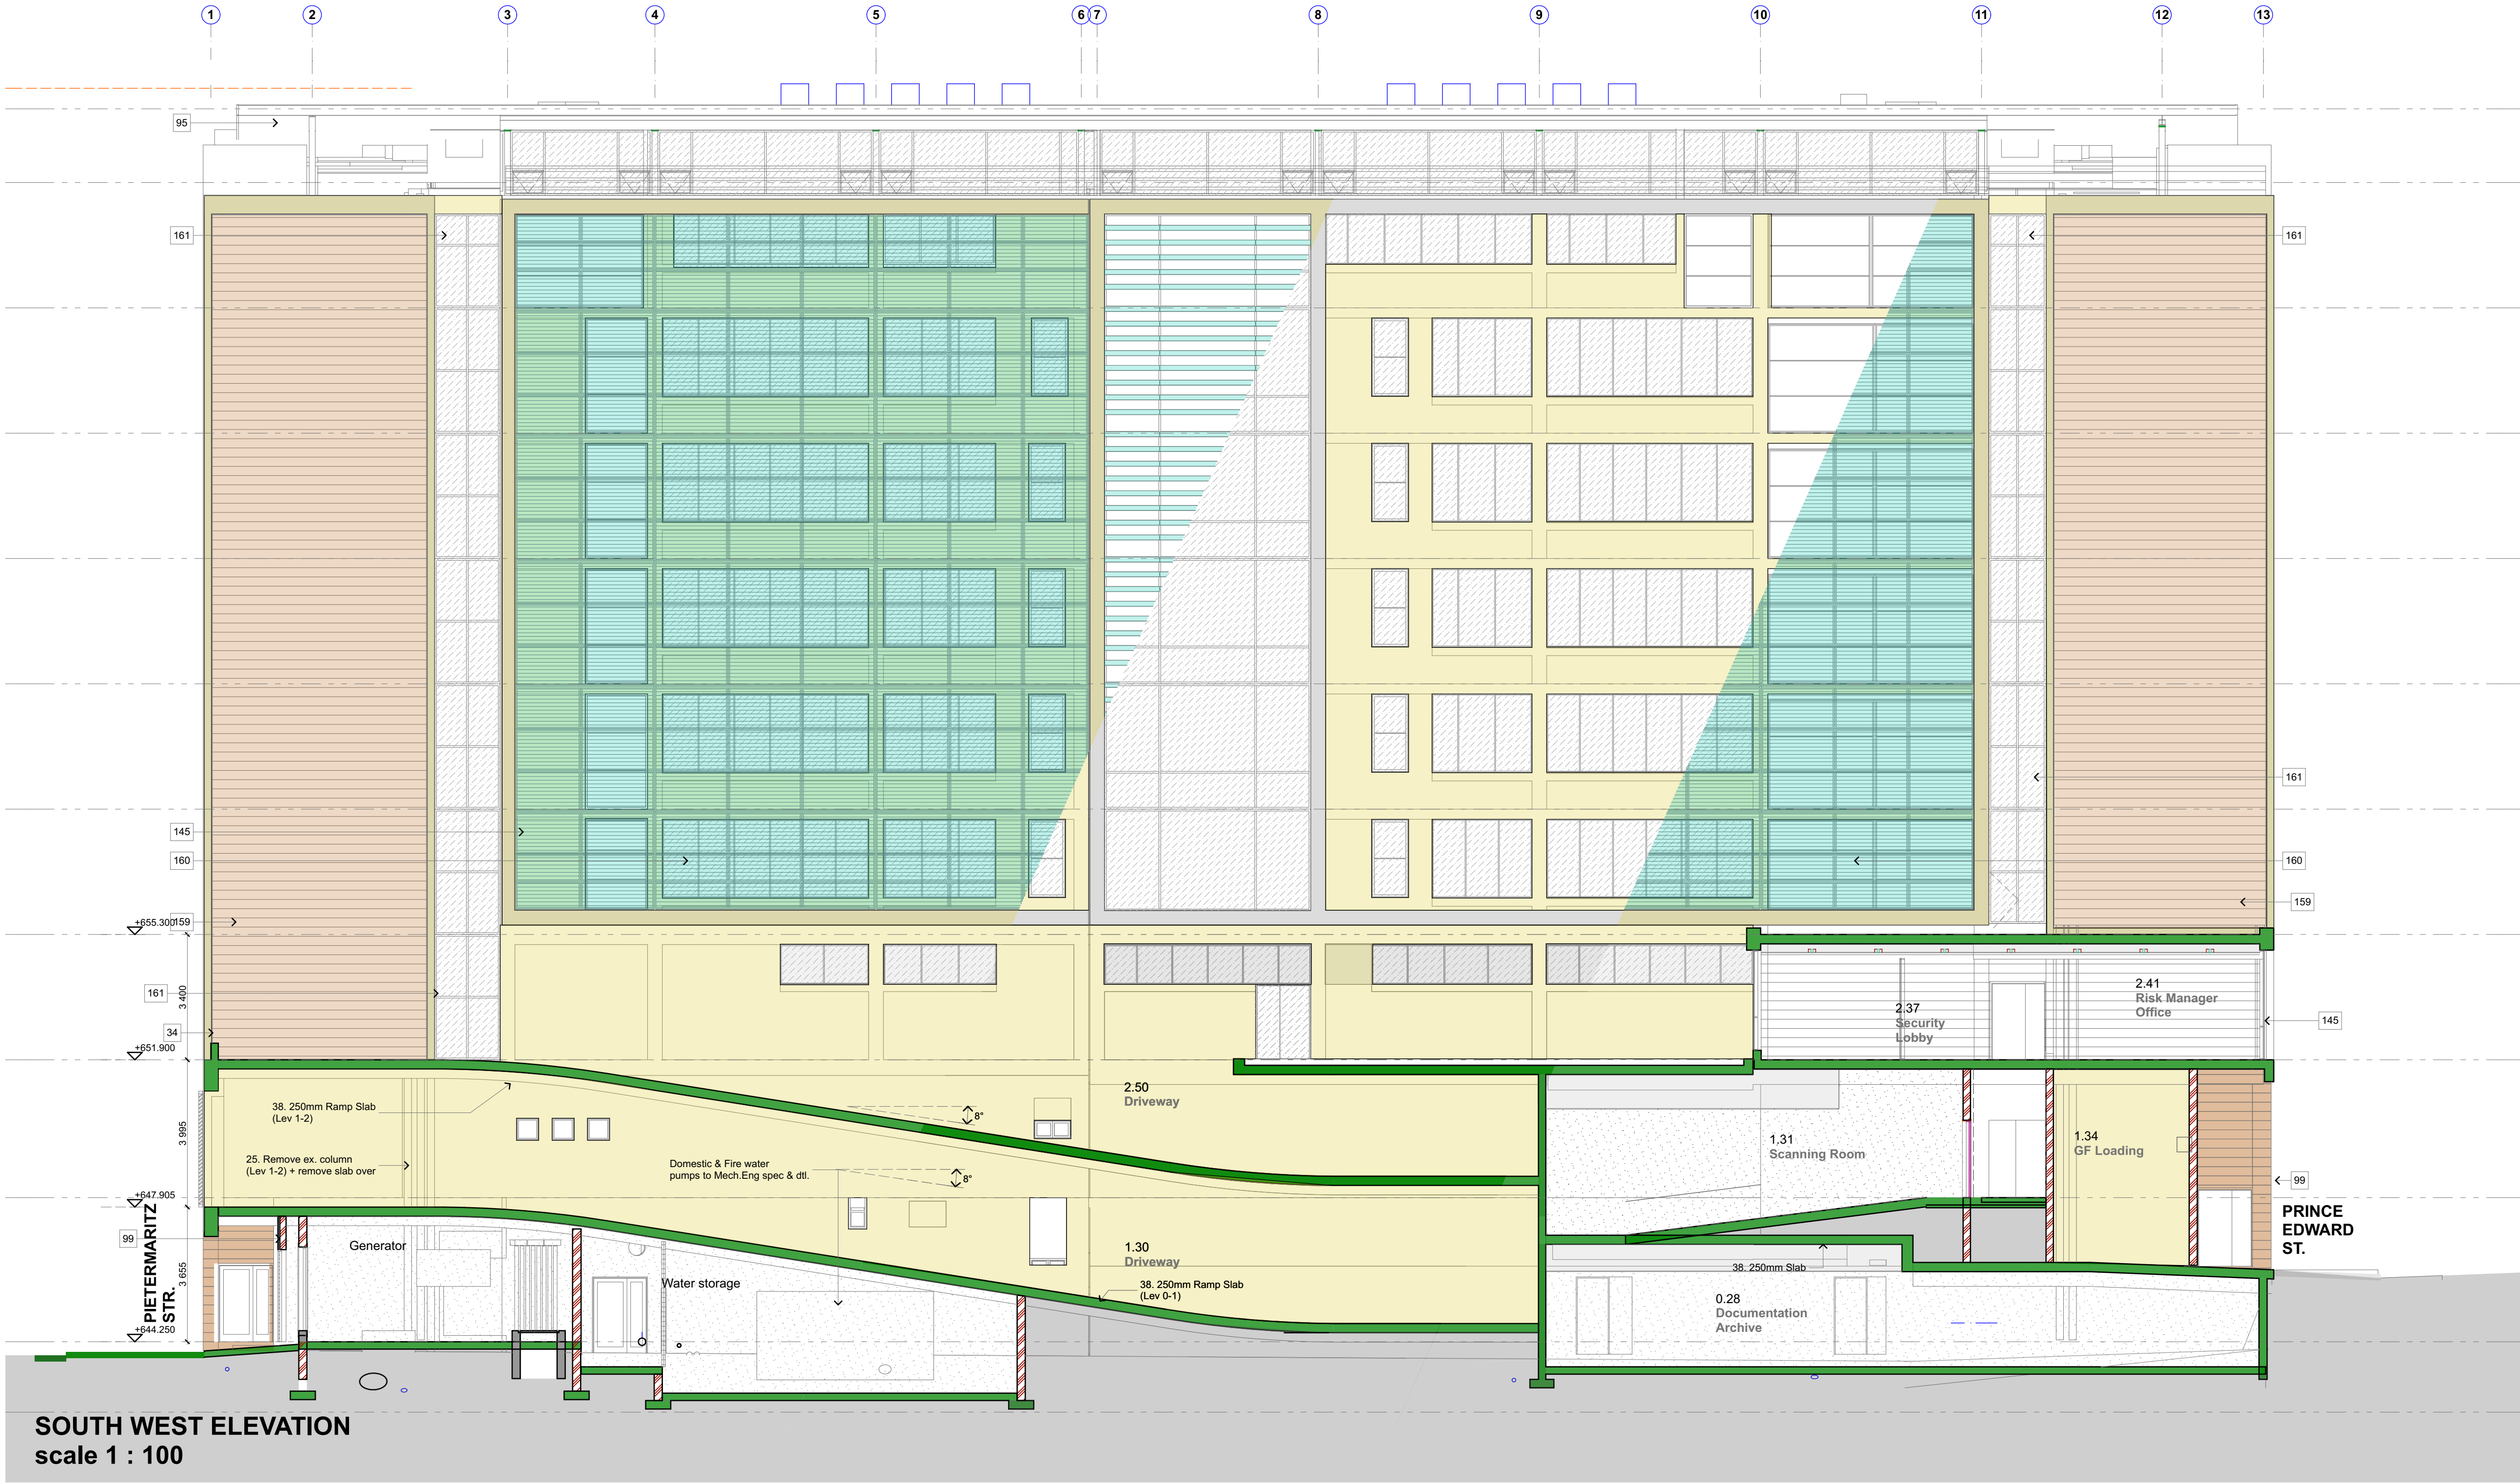 1 2 3 4 5 6 7 8 9 10 11 12 13
95
161 161
161
145
160 160
159
+655.300 159
161
3 400
34
145
+651.900
2.37
Security
Lobby
2.41
Risk Manager
Office
38. 250mm Ramp Slab
(Lev 1-2)
8°
2.50
Driveway
3 995
25. Remove ex. column
(Lev 1-2) + remove slab over
Domestic & Fire water
pumps to Mech.Eng spec & dtl.
8°
1.31
Scanning Room
1.34
GF Loading
99
+647.905
PIETERMARITZ
STR.
99
Generator
Water storage
1.30
Driveway
38. 250mm Ramp Slab
(Lev 0-1)
38. 250mm Slab
PRINCE
EDWARD
ST.
3 655
0.28
Documentation
Archive
+644.250
SOUTH WEST ELEVATION
scale 1 : 100